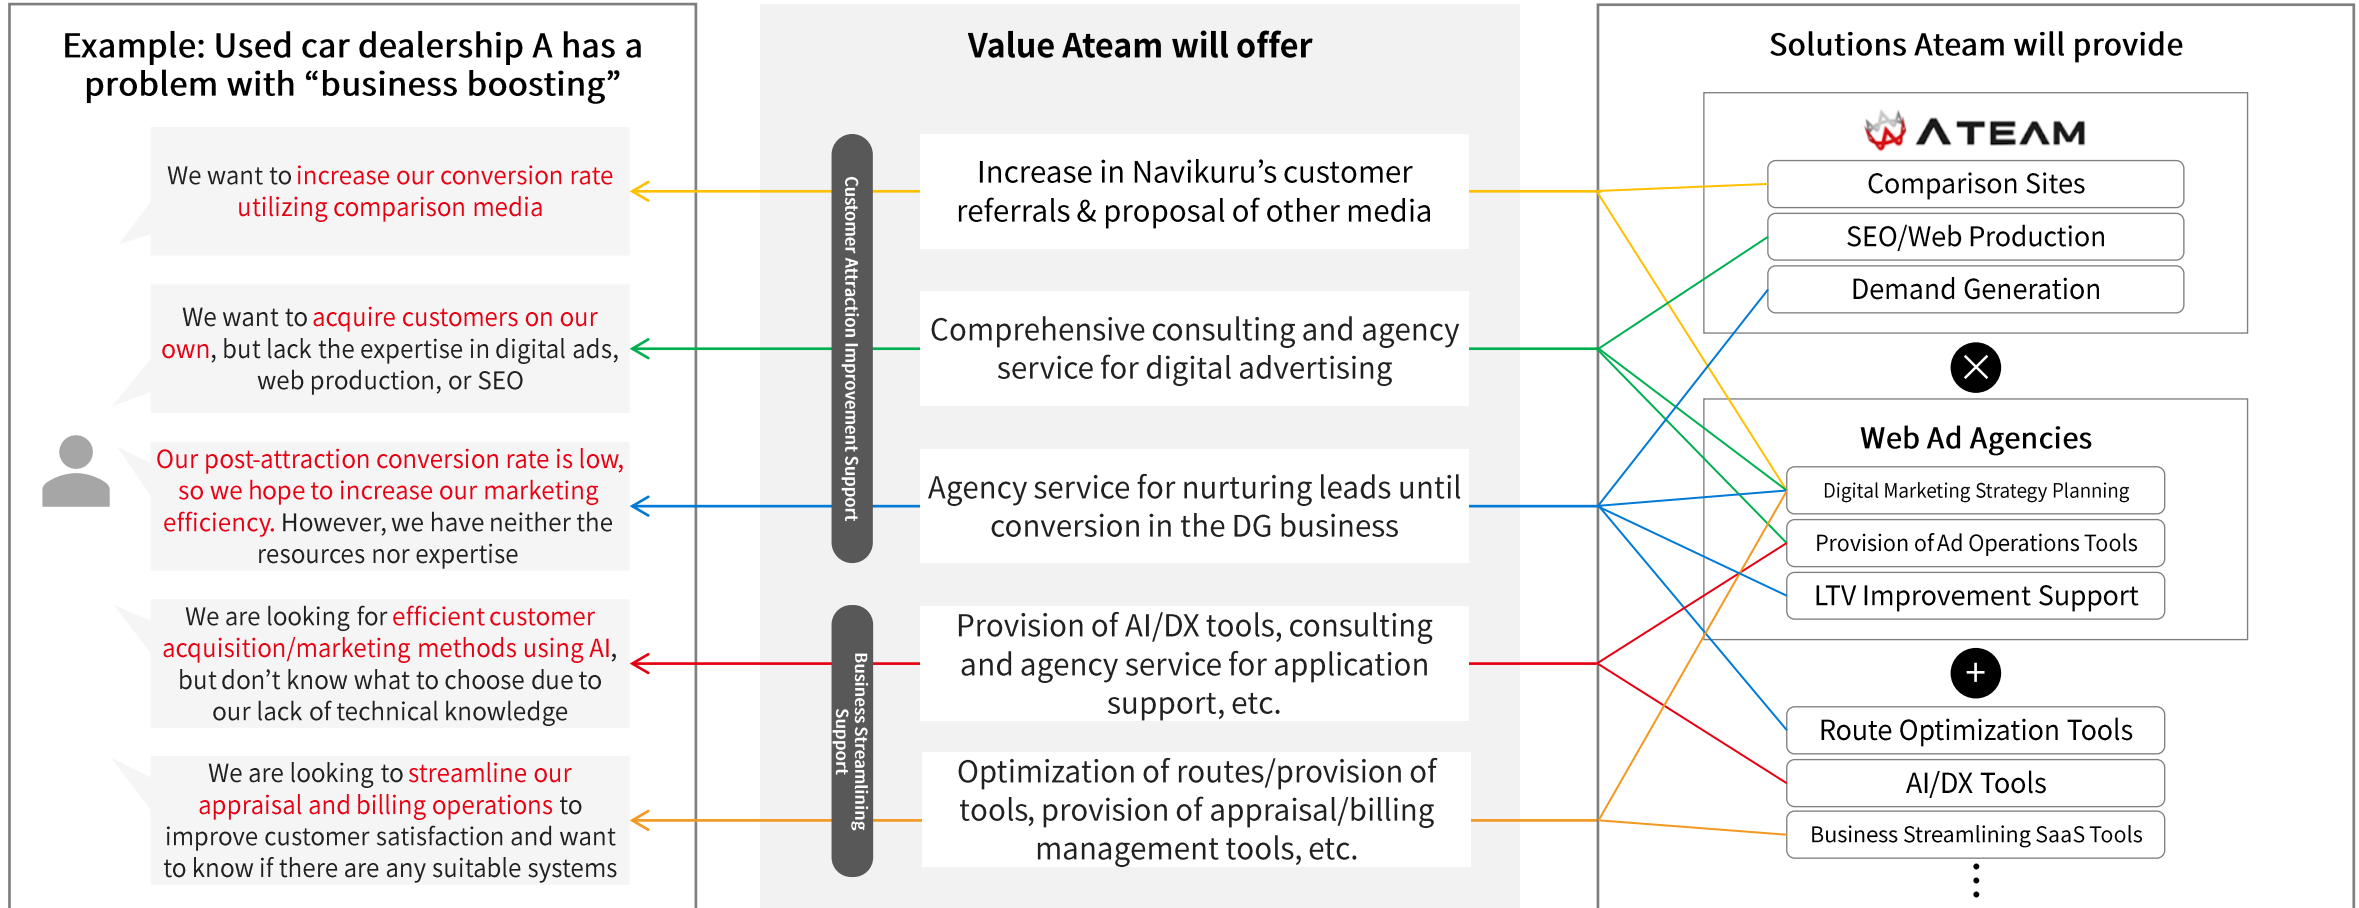 Example: Used car dealership A has a
problem with “business boosting”
We want to increase our conversion rate
utilizing comparison media
We want to acquire customers on our
own, but lack the expertise in digital ads,
web production, or SEO
Our post-attraction conversion rate is low,
so we hope to increase our marketing
efficiency. However, we have neither the
resources nor expertise
We are looking for efficient customer
acquisition/marketing methods using AI,
but don’t know what to choose due to
our lack of technical knowledge
We are looking to streamline our
appraisal and billing operations to
improve customer satisfaction and want
to know if there are any suitable systems
Value Ateam will offer
Customer Attraction Improvement Support
Increase in Navikuru’s customer
referrals & proposal of other media
Comprehensive consulting and agency
service for digital advertising
Agency service for nurturing leads until
conversion in the DG business
Business Streamlining
Support
Provision of AI/DX tools, consulting
and agency service for application
support, etc.
Optimization of routes/provision of
tools, provision of appraisal/billing
management tools, etc.
Solutions Ateam will provide
ATEAM
Comparison Sites
SEO/Web Production
Demand Generation
Web Ad Agencies
Digital Marketing Strategy Planning
Provision of Ad Operations Tools
LTV Improvement Support
Route Optimization Tools
AI/DX Tools
Business Streamlining SaaS Tools